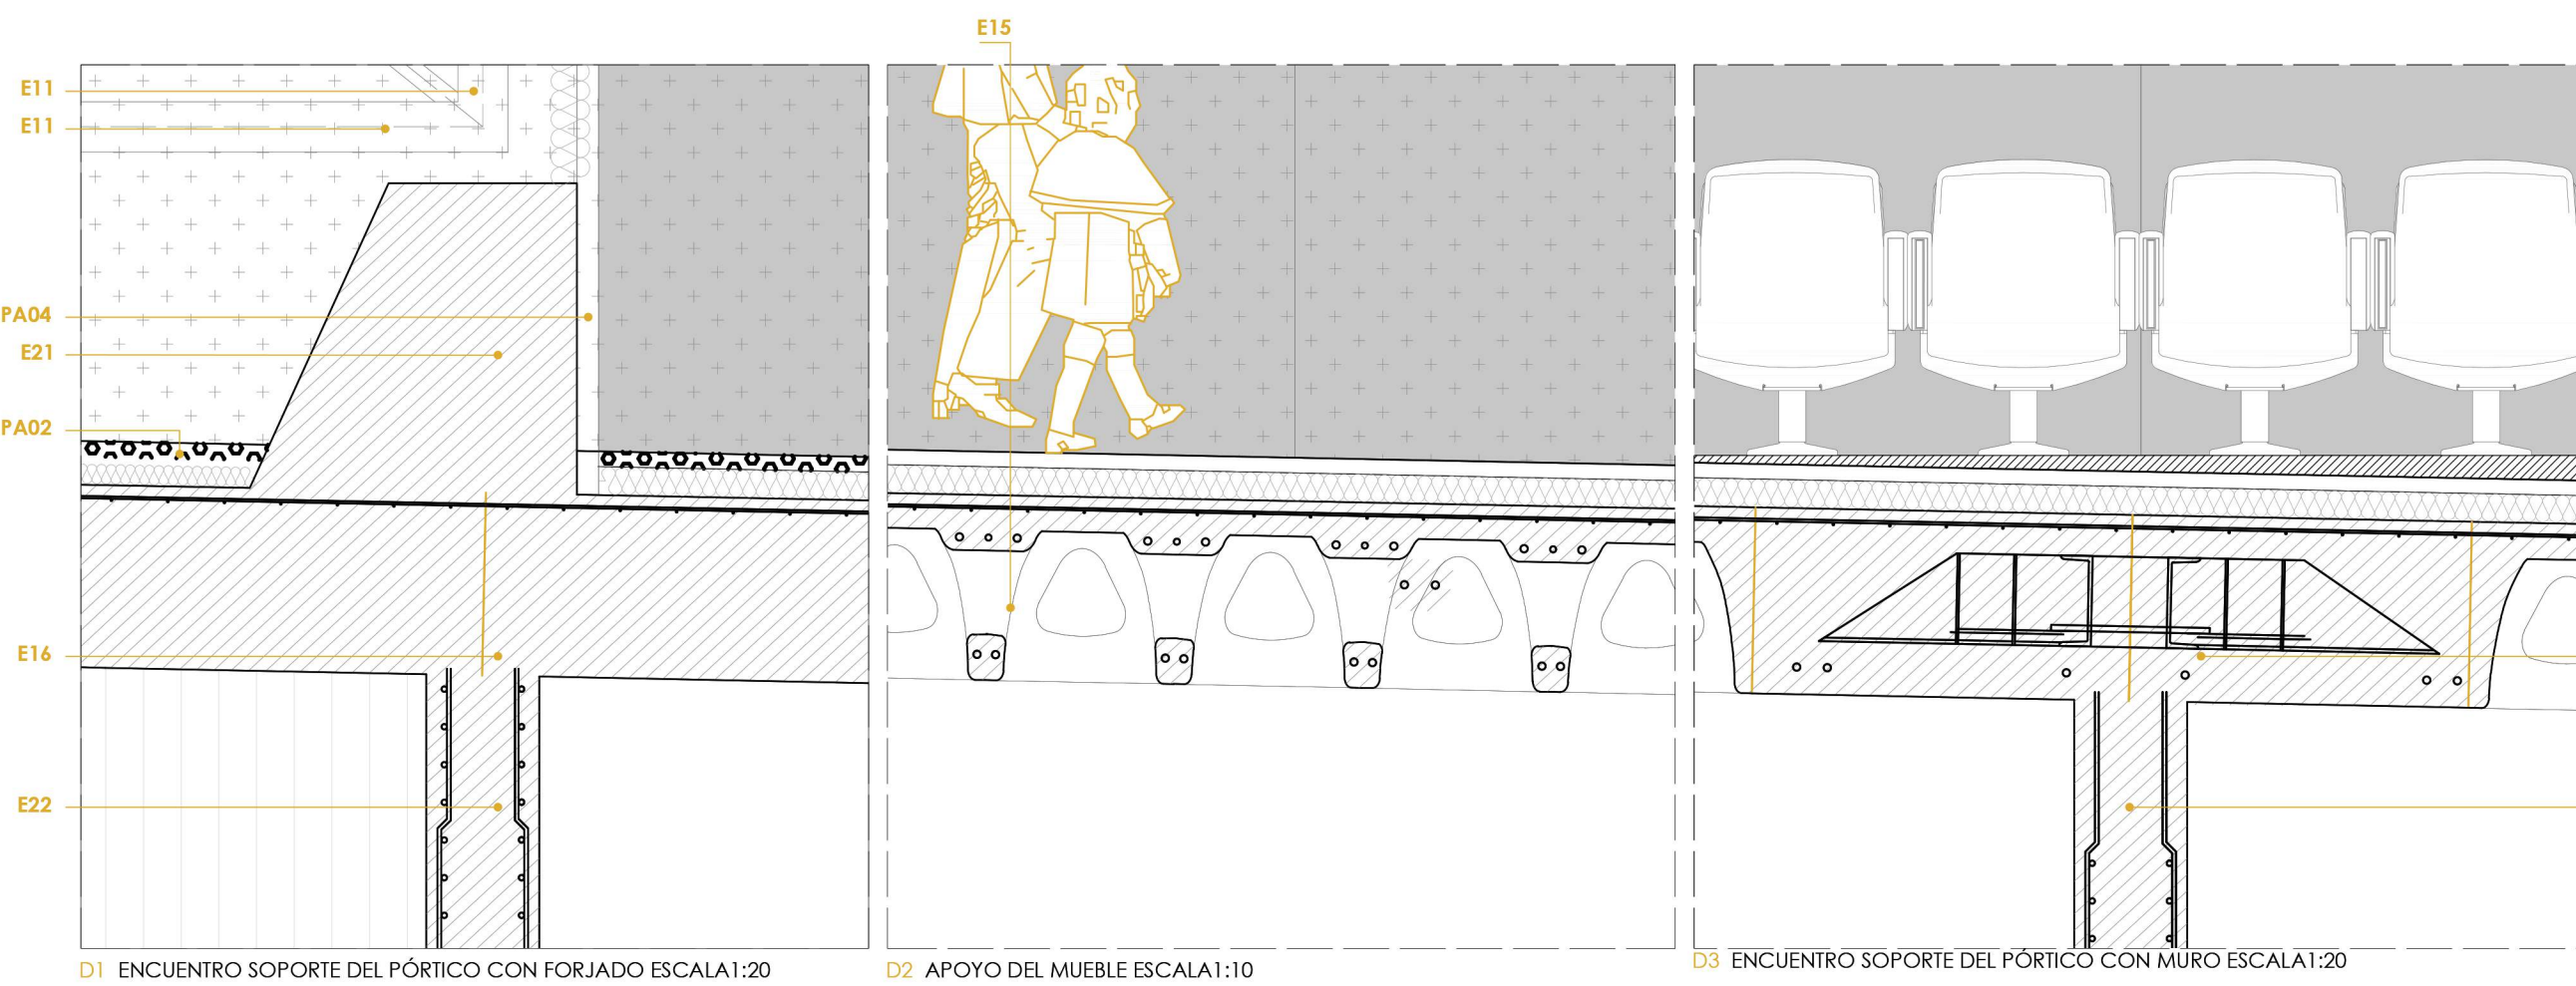 E15
E11
E11
PA04
E21
PA02
E16
E22
D1 ENCUENTRO SOPORTE DEL PÓRTICO CON FORJADO ESCALA1:20
D2 APOYO DEL MUEBLE ESCALA1:10
D3 ENCUENTRO SOPORTE DEL PÓRTICO CON MURO ESCALA1:20